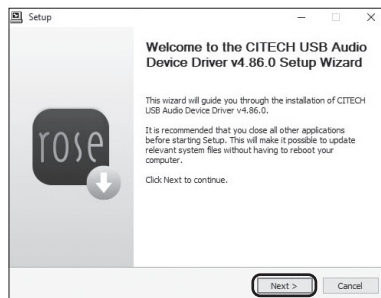 Setup
Welcome to the CITECH USB Audio
Device Driver v4.86.0 Setup Wizard
This wizard will guide you through the installation of CITECH
USB Audio Device Driver v4.86.0.
It is recommended that you close all other applications
before starting Setup. This will make it possible to update
relevant system files without having to reboot your
computer.
Click Next to continue.
rose
Next > Cancel